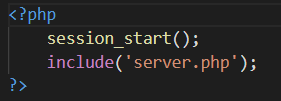 <?php
    session_start();
    include('server.php');
?>